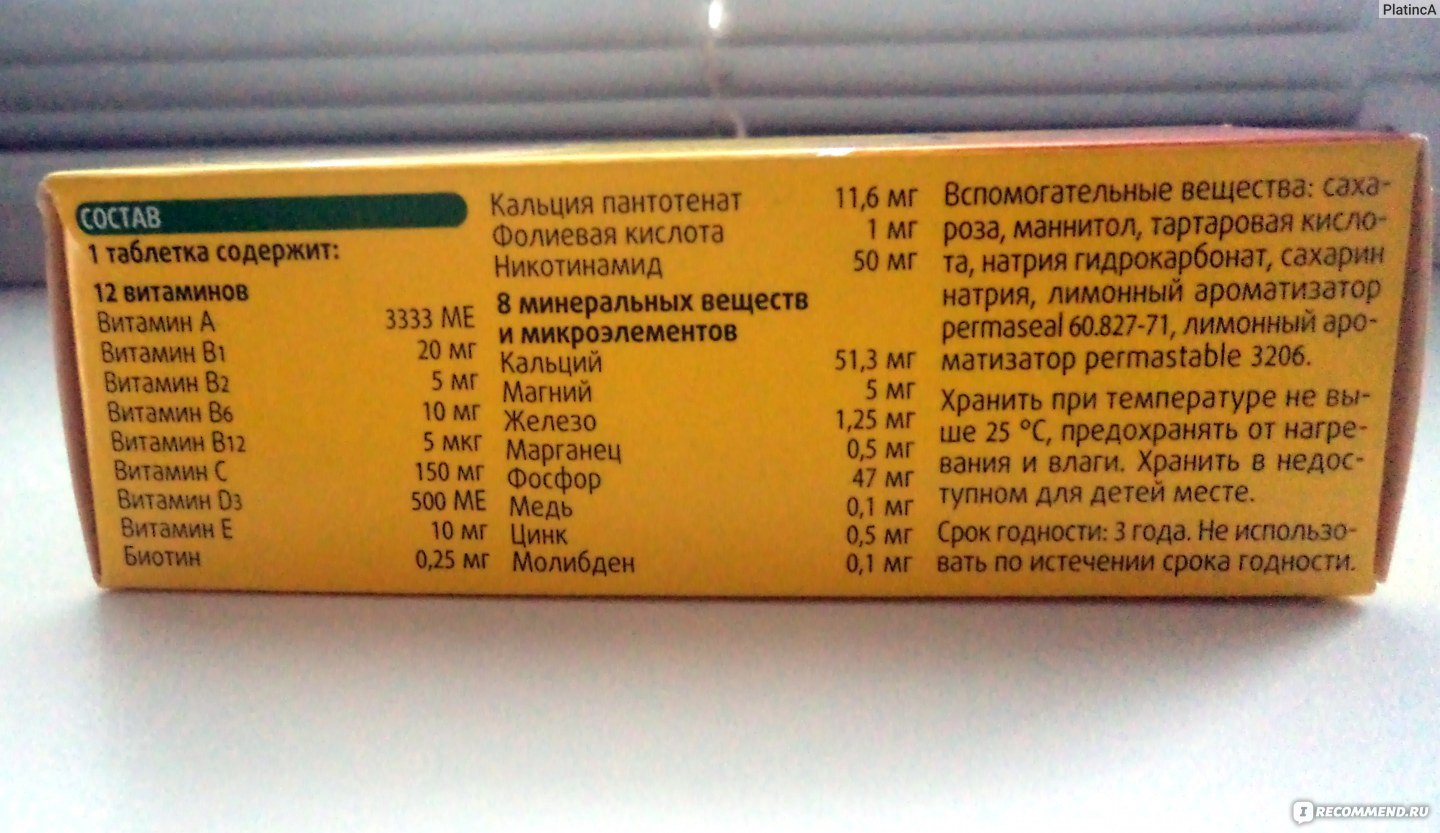 PlatincA
СОСТАВ
1 таблетка содержит:
12 витаминов
Витамин А 3333 МЕ
Витамин В1 20 мг
Витамин В2 5 мг
Витамин В6 10 мг
Витамин В12 5 мкг
Витамин С 150 мг
Витамин D3 500 МЕ
Витамин Е 10 мг
Биотин 0,25 мг
Кальция пантотенат 11,6 мг
Фолиевая кислота 1 мг
Никотинамид 50 мг
8 минеральных веществ
и микроэлементов
Кальций 51,3 мг
Магний 5 мг
Железо 1,25 мг
Марганец 0,5 мг
Фосфор 47 мг
Медь 0,1 мг
Цинк 0,5 мг
Молибден 0,1 мг
Вспомогательные вещества: саха-
роза, маннитол, тартаровая кисло-
та, натрия гидрокарбонат, сахарин
натрия, лимонный ароматизатор
permaseal 60.827-71, лимонный аро-
матизатор permastable 3206.
Хранить при температуре не вы-
ше 25 °С, предохранять от нагре-
вания и влаги. Хранить в недос-
тупном для детей месте.
Срок годности: 3 года. Не использо-
вать по истечении срока годности.
I RECOMMEND.RU